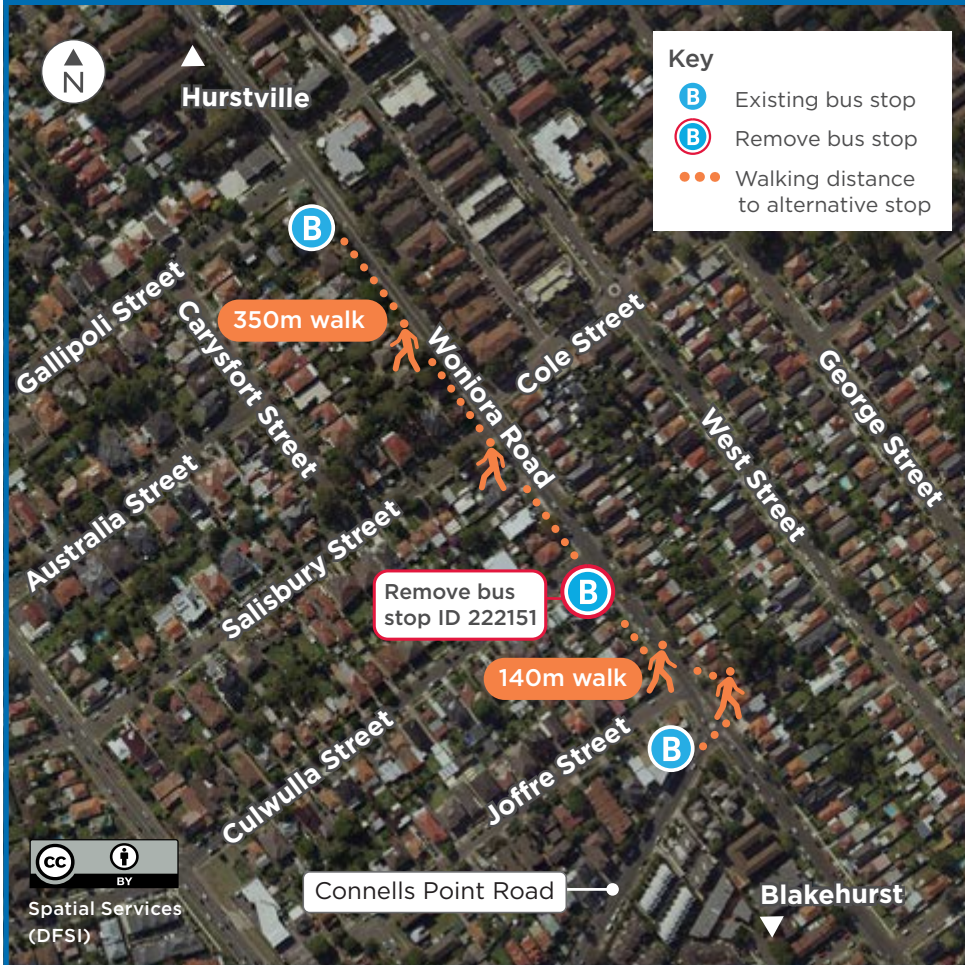 N
Hurstville
Key
B Existing bus stop
B Remove bus stop
Walking distance
to alternative stop
B
350m walk
Gallipoli Street
Carysfort Street
Woniora Road
Cole Street
George Street
West Street
Australia Street
Salisbury Street
Remove bus
stop ID 222151
B
140m walk
B
Culwulla Street
Joffre Street
Connells Point Road
Blakehurst
cc
BY
Spatial Services
(DFSI)